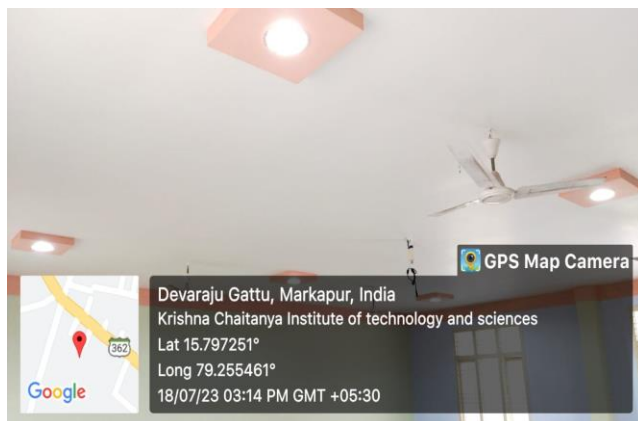 GPS Map Camera
362
Google
Devaraju Gattu, Markapur, India
Krishna Chaitanya Institute of technology and sciences
Lat 15.797251°
Long 79.255461°
18/07/23 03:14 PM GMT +05:30